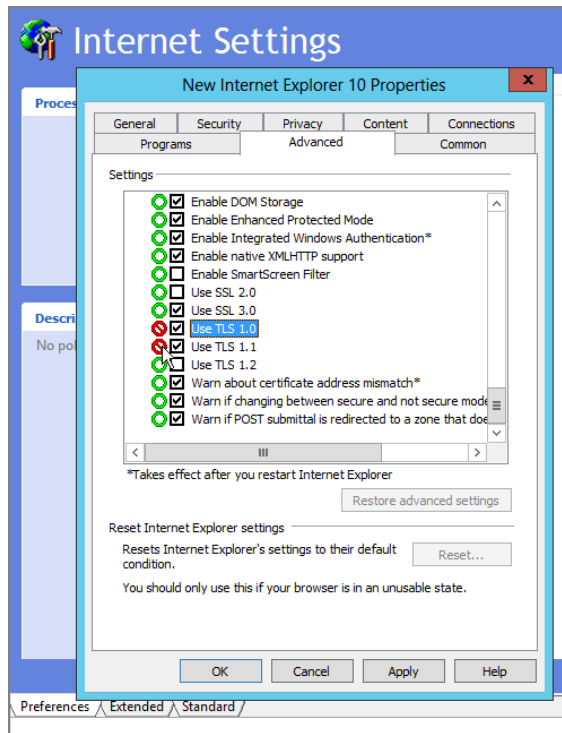 Internet Settings
New Internet Explorer 10 Properties
x
Proces
General Security Privacy Content Connections
Programs Advanced Common
Settings
Enable DOM Storage
Enable Enhanced Protected Mode
Enable Integrated Windows Authentication*
Enable native XMLHTTP support
Enable SmartScreen Filter
Use SSL 2.0
Use SSL 3.0
Descri
Use TLS 1.0
No pol
Use TLS 1.1
Use TLS 1.2
Warn about certificate address mismatch*
Warn if changing between secure and not secure mode
Warn if POST submittal is redirected to a zone that doe
*Takes effect after you restart Internet Explorer
Restore advanced settings
Reset Internet Explorer settings
Resets Internet Explorer's settings to their default
condition.
Reset...
You should only use this if your browser is in an unusable state.
OK Cancel Apply Help
Preferences Extended Standard